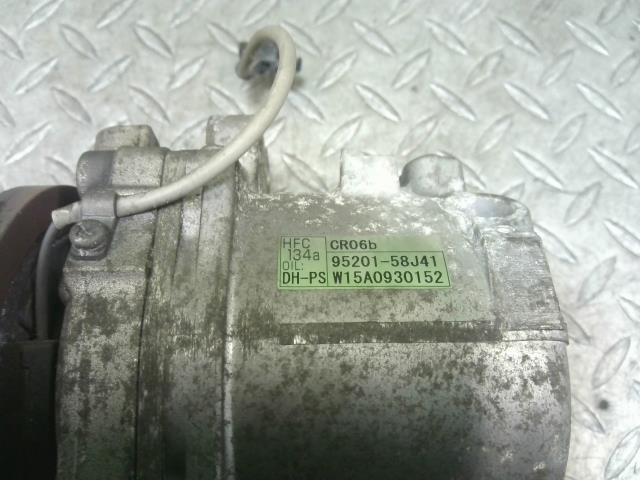 HFC
134a
OIL:
DH-PS
CR06b
95201-58J41
W15A0930152